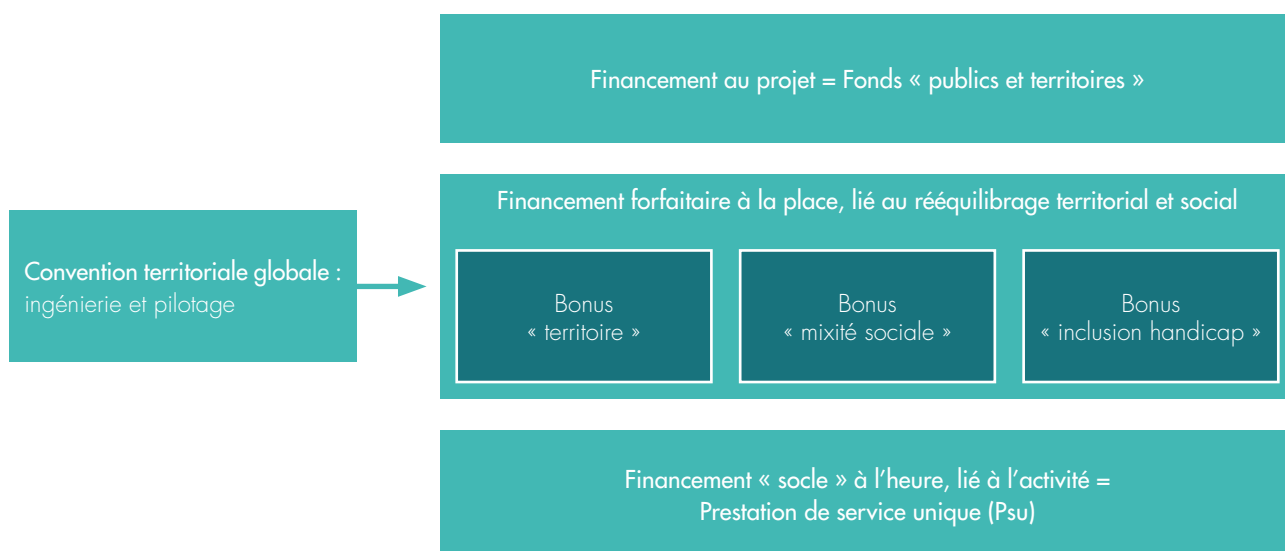 Financement au projet = Fonds « publics et territoires »
Convention territoriale globale :
ingénierie et pilotage
Financement forfaitaire à la place, lié au rééquilibrage territorial et social
Bonus
« territoire »
Bonus
« mixité sociale »
Bonus
« inclusion handicap »
Financement « socle » à l’heure, lié à l’activité =
Prestation de service unique (Psu)